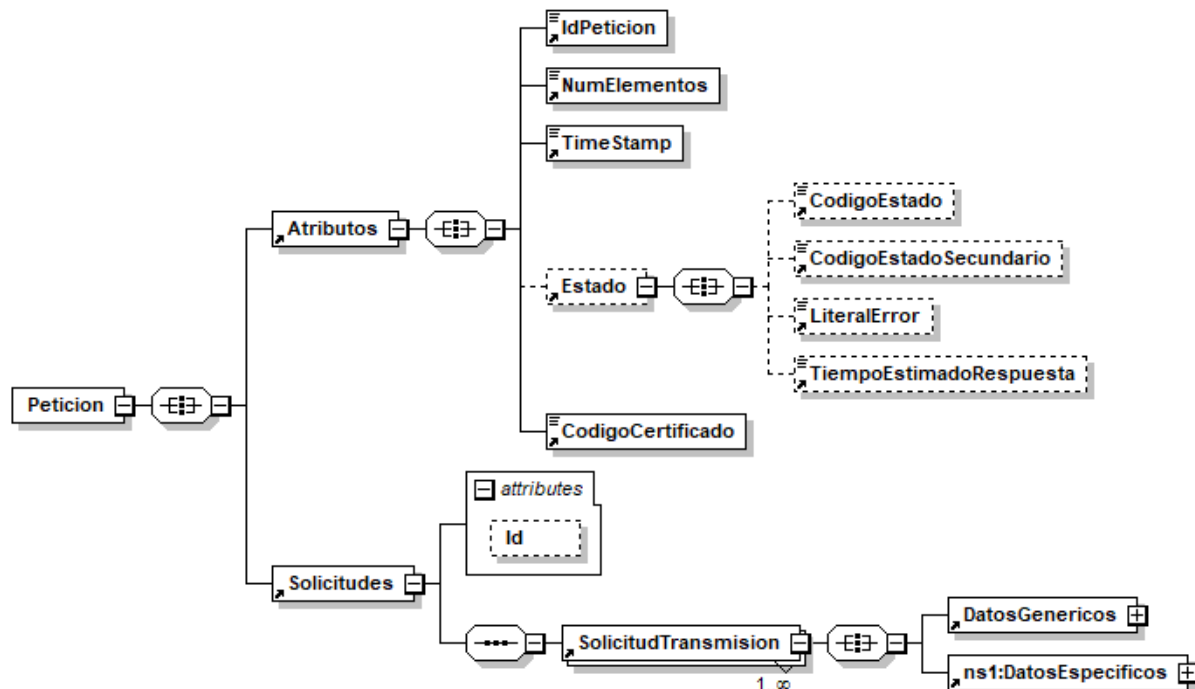 IdPeticion
NumElementos
TimeStamp
CodigoEstado
Atributos
CodigoEstadoSecundario
Estado
LiteralError
TiempoEstimadoRespuesta
Peticion
CodigoCertificado
attributes
Id
Solicitudes
DatosGenericos
SolicitudTransmision
ns1:DatosEspecificos
1..∞